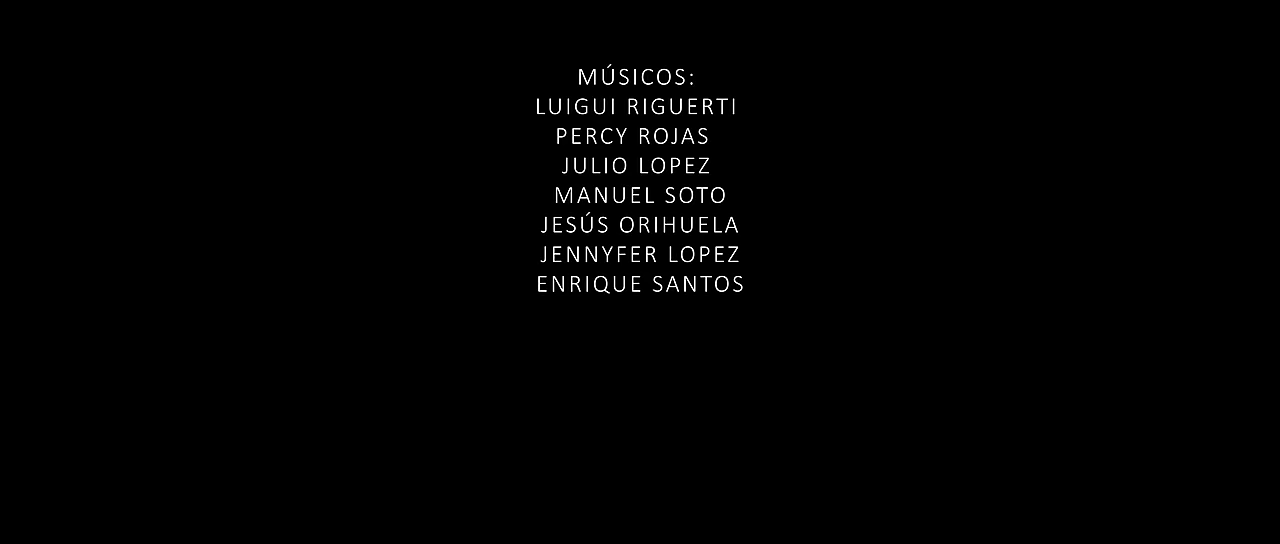 MÚSICOS:
LUIGUI RIGUERTI
PERCY ROJAS
JULIO LOPEZ
MANUEL SOTO
JESÚS ORIHUELA
JENNYFER LOPEZ
ENRIQUE SANTOS